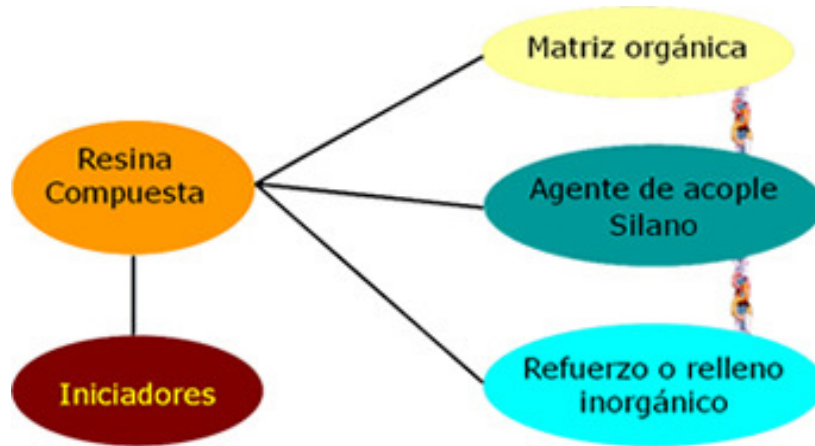 Matriz orgánica
Resina
Compuesta
Agente de acople
Silano
Iniciadores
Refuerzo o relleno
inorgánico